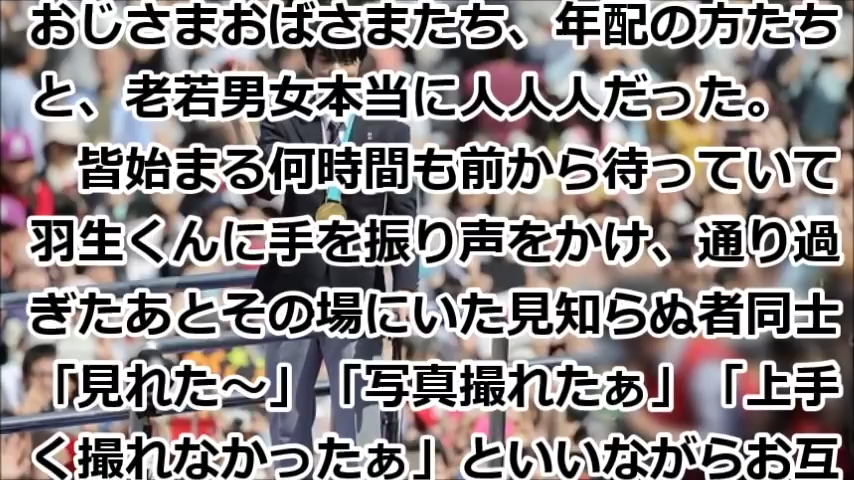 おじさまおばさまたち、年配の方たち
と、老若男女本当に人人人だった。
　皆始まる何時間も前から待っていて
羽生くんに手を振り声をかけ、通り過
ぎたあとその場にいた見知らぬ者同士
「見れた～」「写真撮れたぁ」「上手
く撮れなかったぁ」といいながらお互